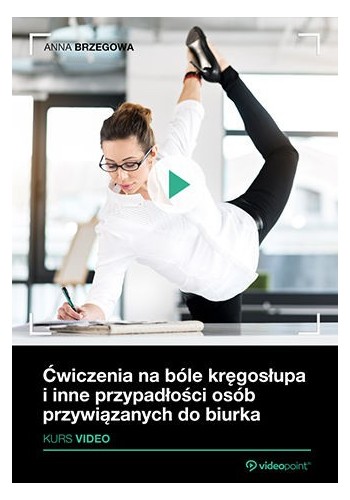 ANNA BRZEGOWA
Ćwiczenia na bóle kręgosłupa
i inne przypadłości osób
przywiązanych do biurka
KURS VIDEO
videopoint